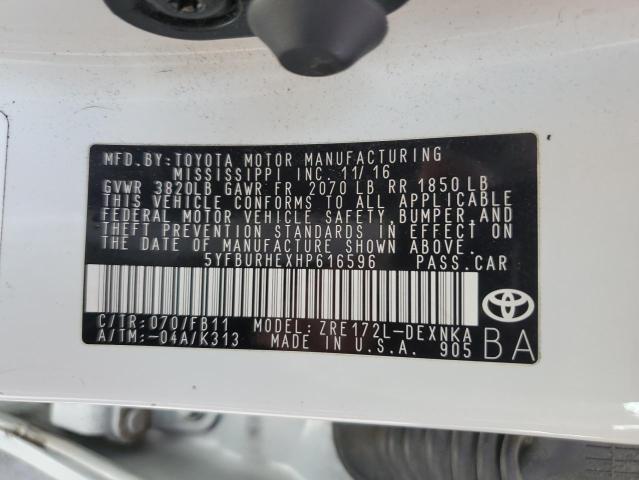 MFD.BY:TOYOTA MOTOR MANUFACTURING
MISSISSIPPI INC. 11/16
GVWR 3820LB GAWR FR 2070 LB RR 1850 LB
THIS VEHICLE CONFORMS TO ALL APPLICABLE
FEDERAL MOTOR VEHICLE SAFETY, BUMPER,AND
THEFT PREVENTION STANDARDS IN EFFECT ON
THE DATE OF MANUFACTURE SHOWN ABOVE.
5YFBURHEXHP616596 PASS.CAR
C/TR:070/FB11 MODEL:ZRE172L-DEXNKA
A/TM:-04A/K313 MADE IN U.S.A. 905 BA